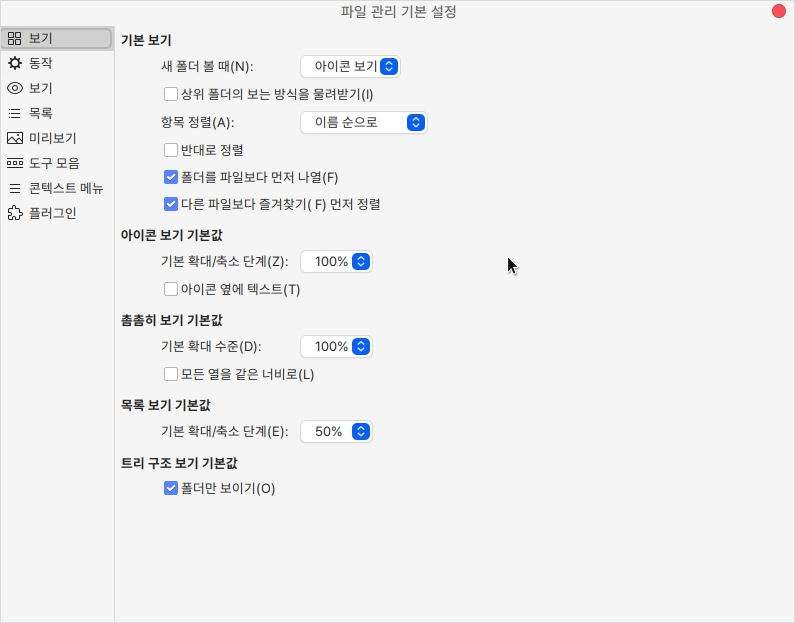 파일 관리 기본 설정
보기
동작
보기
목록
미리보기
도구 모음
콘텍스트 메뉴
플러그인
기본 보기
새 폴더 볼 때(N): 아이콘 보기
상위 폴더의 보는 방식을 물려받기(I)
항목 정렬(A): 이름 순으로
반대로 정렬
폴더를 파일보다 먼저 나열(F)
다른 파일보다 즐겨찾기( F) 먼저 정렬
아이콘 보기 기본값
기본 확대/축소 단계(Z): 100%
아이콘 옆에 텍스트(T)
촘촘히 보기 기본값
기본 확대 수준(D): 100%
모든 열을 같은 너비로(L)
목록 보기 기본값
기본 확대/축소 단계(E): 50%
트리 구조 보기 기본값
폴더만 보이기(O)